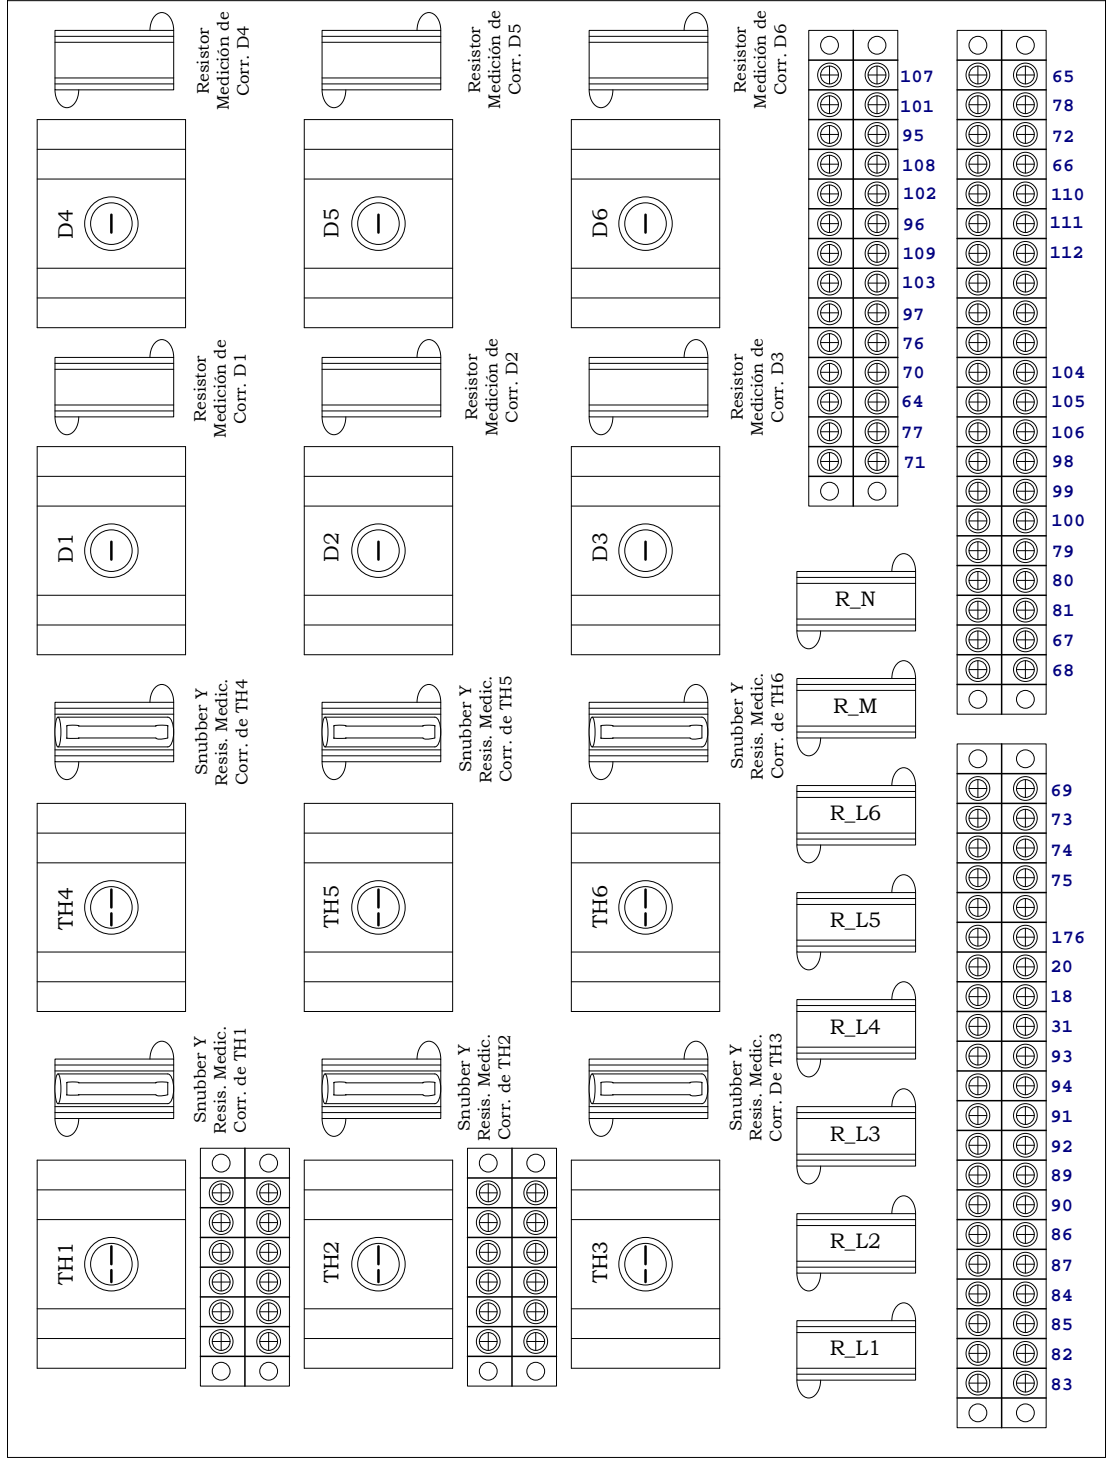 Resistor
Medición de
Corr. D4
Resistor
Medición de
Corr. D5
Resistor
Medición de
Corr. D6
D4
D5
D6
Resistor
Medición de
Corr. D1
Resistor
Medición de
Corr. D2
Resistor
Medición de
Corr. D3
D1
D2
D3
Snubber Y
Resis. Medic.
Corr. de TH4
Snubber Y
Resis. Medic.
Corr. de TH5
Snubber Y
Resis. Medic.
Corr. de TH6
TH4
TH5
TH6
Snubber Y
Resis. Medic.
Corr. de TH1
Snubber Y
Resis. Medic.
Corr. de TH2
Snubber Y
Resis. Medic.
Corr. De TH3
TH1
TH2
TH3
107
101
95
108
102
96
109
103
97
76
70
64
77
71
R_N
R_M
R_L6
R_L5
R_L4
R_L3
R_L2
R_L1
65
78
72
66
110
111
112
104
105
106
98
99
100
79
80
81
67
68
69
73
74
75
176
20
18
31
93
94
91
92
89
90
86
87
84
85
82
83